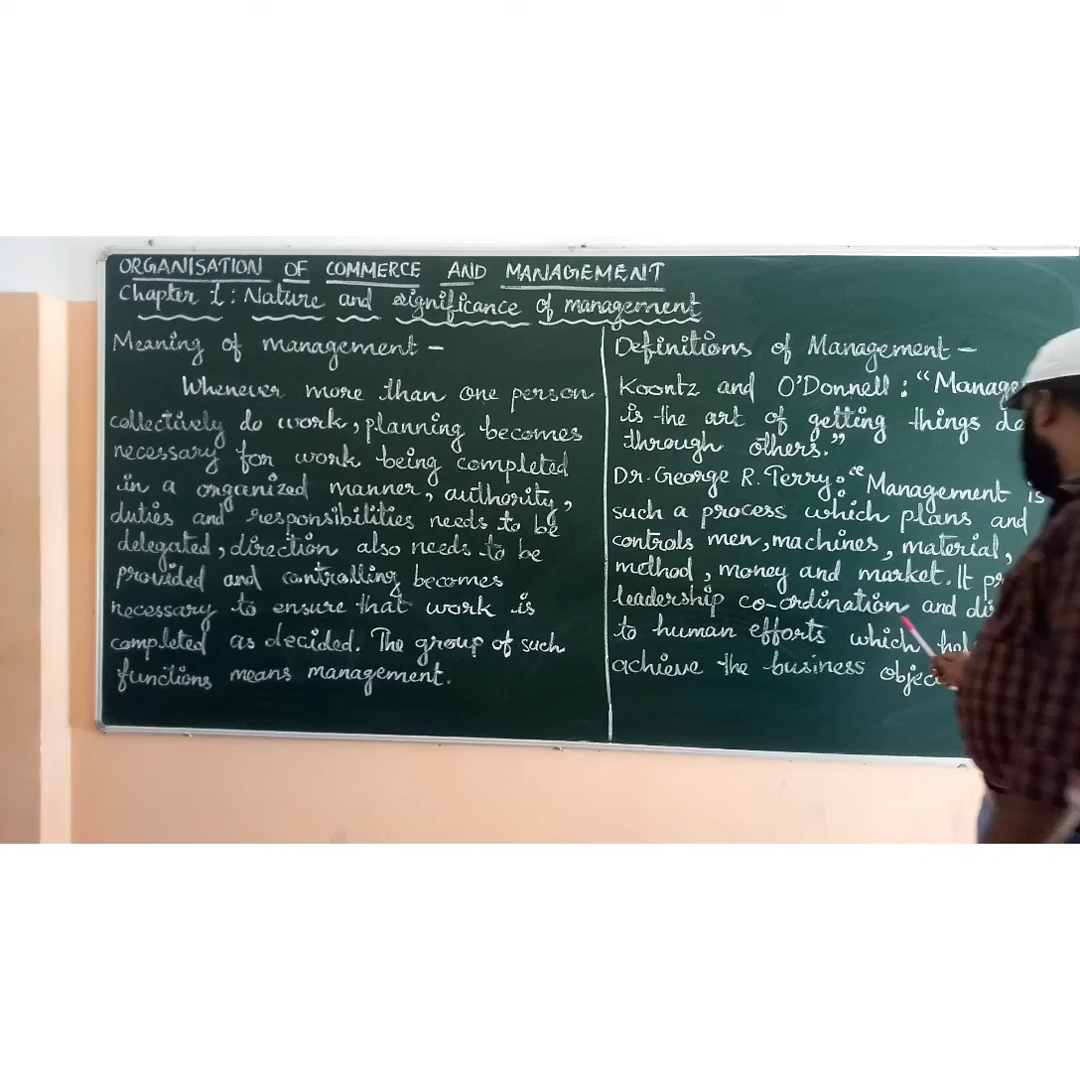 ORGANISATION OF COMMERCE AND MANAGEMENT
Chapter 1: Nature and significance of management
Meaning of management –
Whenever more than one person
collectively do work, planning becomes
necessary for work being completed
in a organized manner, authority,
duties and responsibilities needs to be
delegated, direction also needs to be
provided and controlling becomes
necessary to ensure that work is
completed as decided. The group of such
functions means management.
Definitions of Management –
Koontz and O'Donnell: "Manage
is the art of getting things
through others."
Dr. George R. Terry: "Management is
such a process which plans and
controls men, machines, material,
method, money and market. It
leadership co-ordination and
to human efforts which
achieve the business